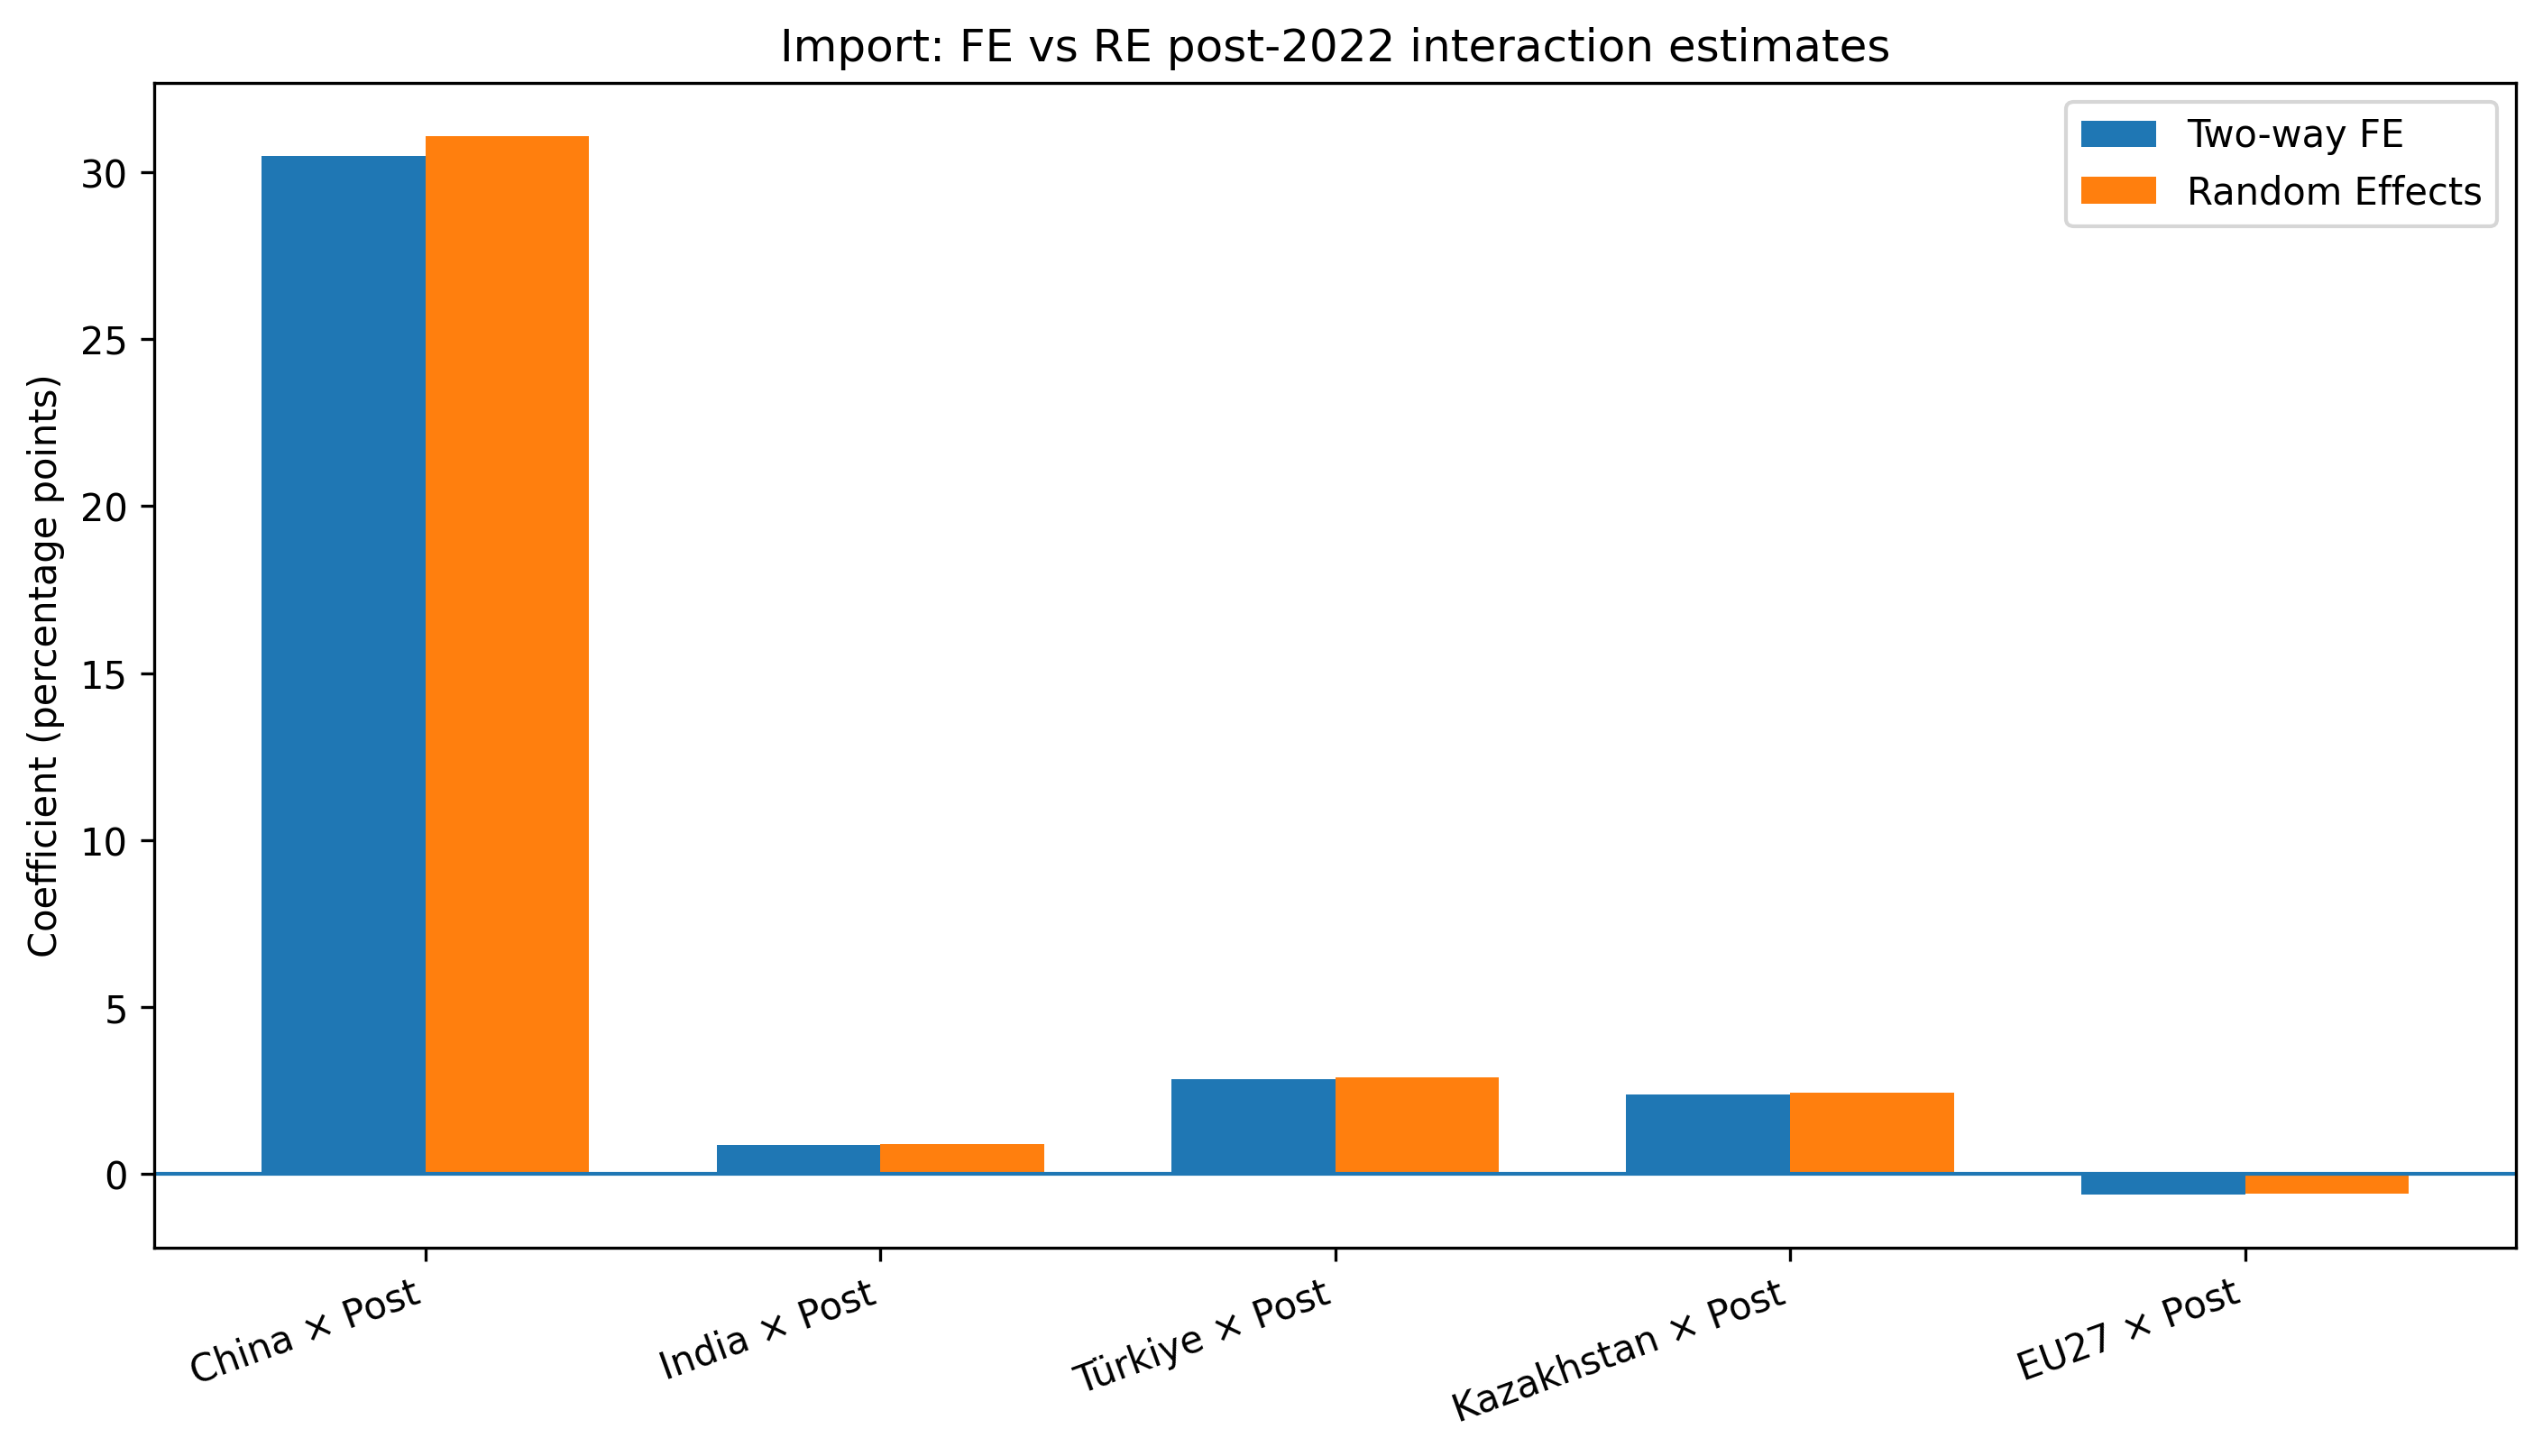 Import: FE vs RE post-2022 interaction estimates
Two-way FE
Random Effects
Coefficient (percentage points)
30
25
20
15
10
5
0
China × Post
India × Post
Türkiye × Post
Kazakhstan × Post
EU27 × Post